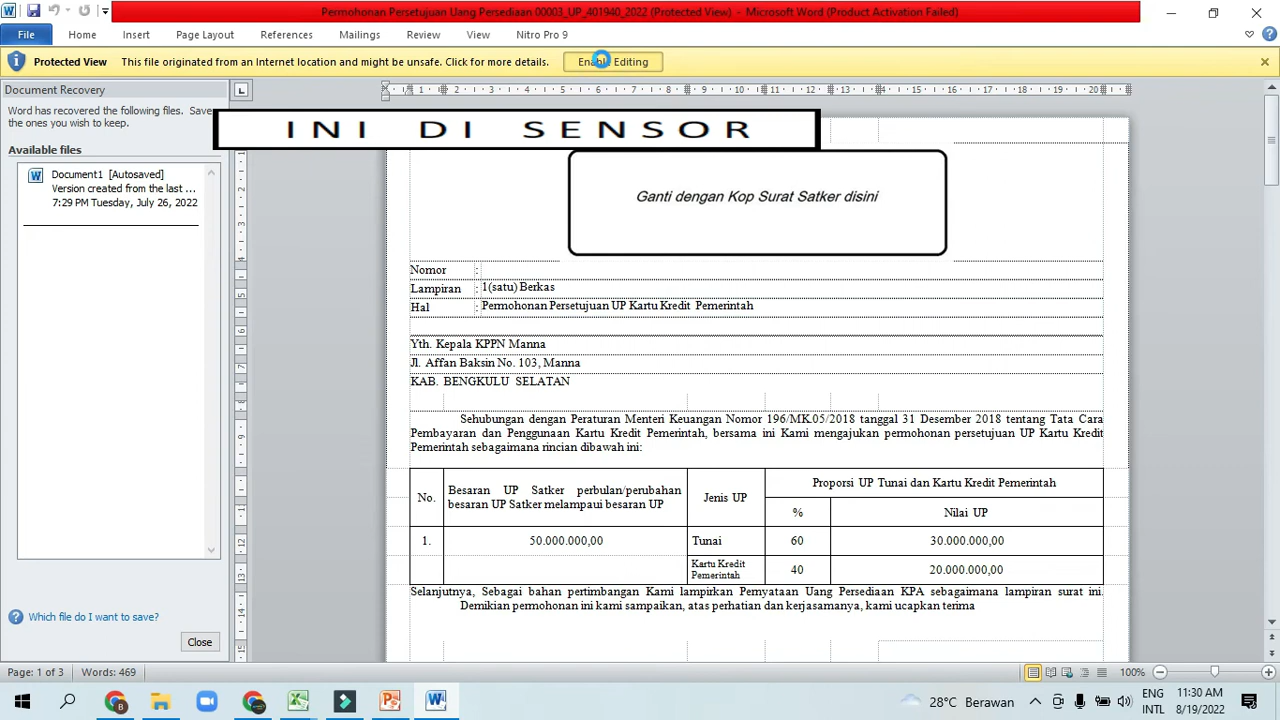 Permohonan Persetujuan Uang Persediaan 00003_UP_401940_2022 (Protected View) - Microsoft Word (Product Activation Failed)
File Home Insert Page Layout References Mailings Review View Nitro Pro 9
Protected View This file originated from an Internet location and might be unsafe. Click for more details. Enable Editing
Document Recovery
Word has recovered the following files. Save
the ones you wish to keep.
Available files
Document1 [Autosaved]
Version created from the last ...
7:29 PM Tuesday, July 26, 2022
Which file do I want to save?
Close
INI DI SENSOR
Ganti dengan Kop Surat Satker disini
Nomor :
Lampiran : 1(satu) Berkas
Hal : Permohonan Persetujuan UP Kartu Kredit Pemerintah
Yth. Kepala KPPN Manna
Jl. Affan Baksin No. 103, Manna
KAB. BENGKULU SELATAN
Sehubungan dengan Peraturan Menteri Keuangan Nomor 196/MK.05/2018 tanggal 31 Desember 2018 tentang Tata Cara
Pembayaran dan Penggunaan Kartu Kredit Pemerintah, bersama ini Kami mengajukan permohonan persetujuan UP Kartu Kredit
Pemerintah sebagaimana rincian dibawah ini:
No. Besaran UP Satker perbulan/perubahan besaran UP Satker melampaui besaran UP Jenis UP Proporsi UP Tunai dan Kartu Kredit Pemerintah
% Nilai UP
1. 50.000.000,00 Tunai 60 30.000.000,00
Kartu Kredit Pemerintah 40 20.000.000,00
Selanjutnya, Sebagai bahan pertimbangan Kami lampirkan Pernyataan Uang Persediaan KPA sebagaimana lampiran surat ini.
Demikian permohonan ini kami sampaikan, atas perhatian dan kerjasamanya, kami ucapkan terima
Page: 1 of 3 Words: 469 100%
28°C Berawan ENG INTL 11:30 AM 8/19/2022